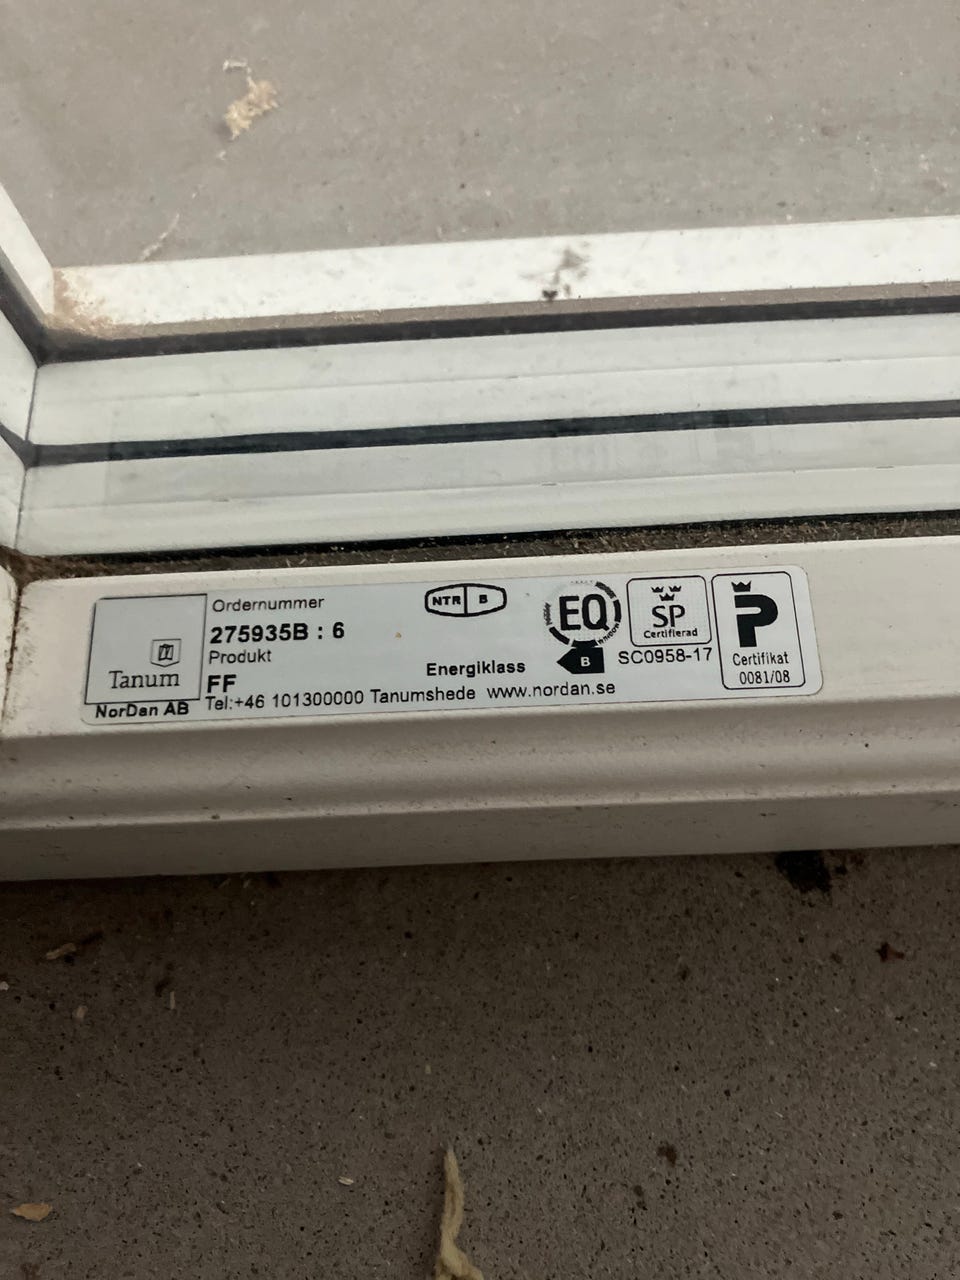 Tanum
NorDan AB
Ordernummer
275935B : 6
Produkt
FF
Tel:+46 101300000 Tanumshede www.nordan.se
NTR B
Energiklass
EQ
WINDOW
B
SP
Certifierad
SC0958-17
P
Certifikat
0081/08